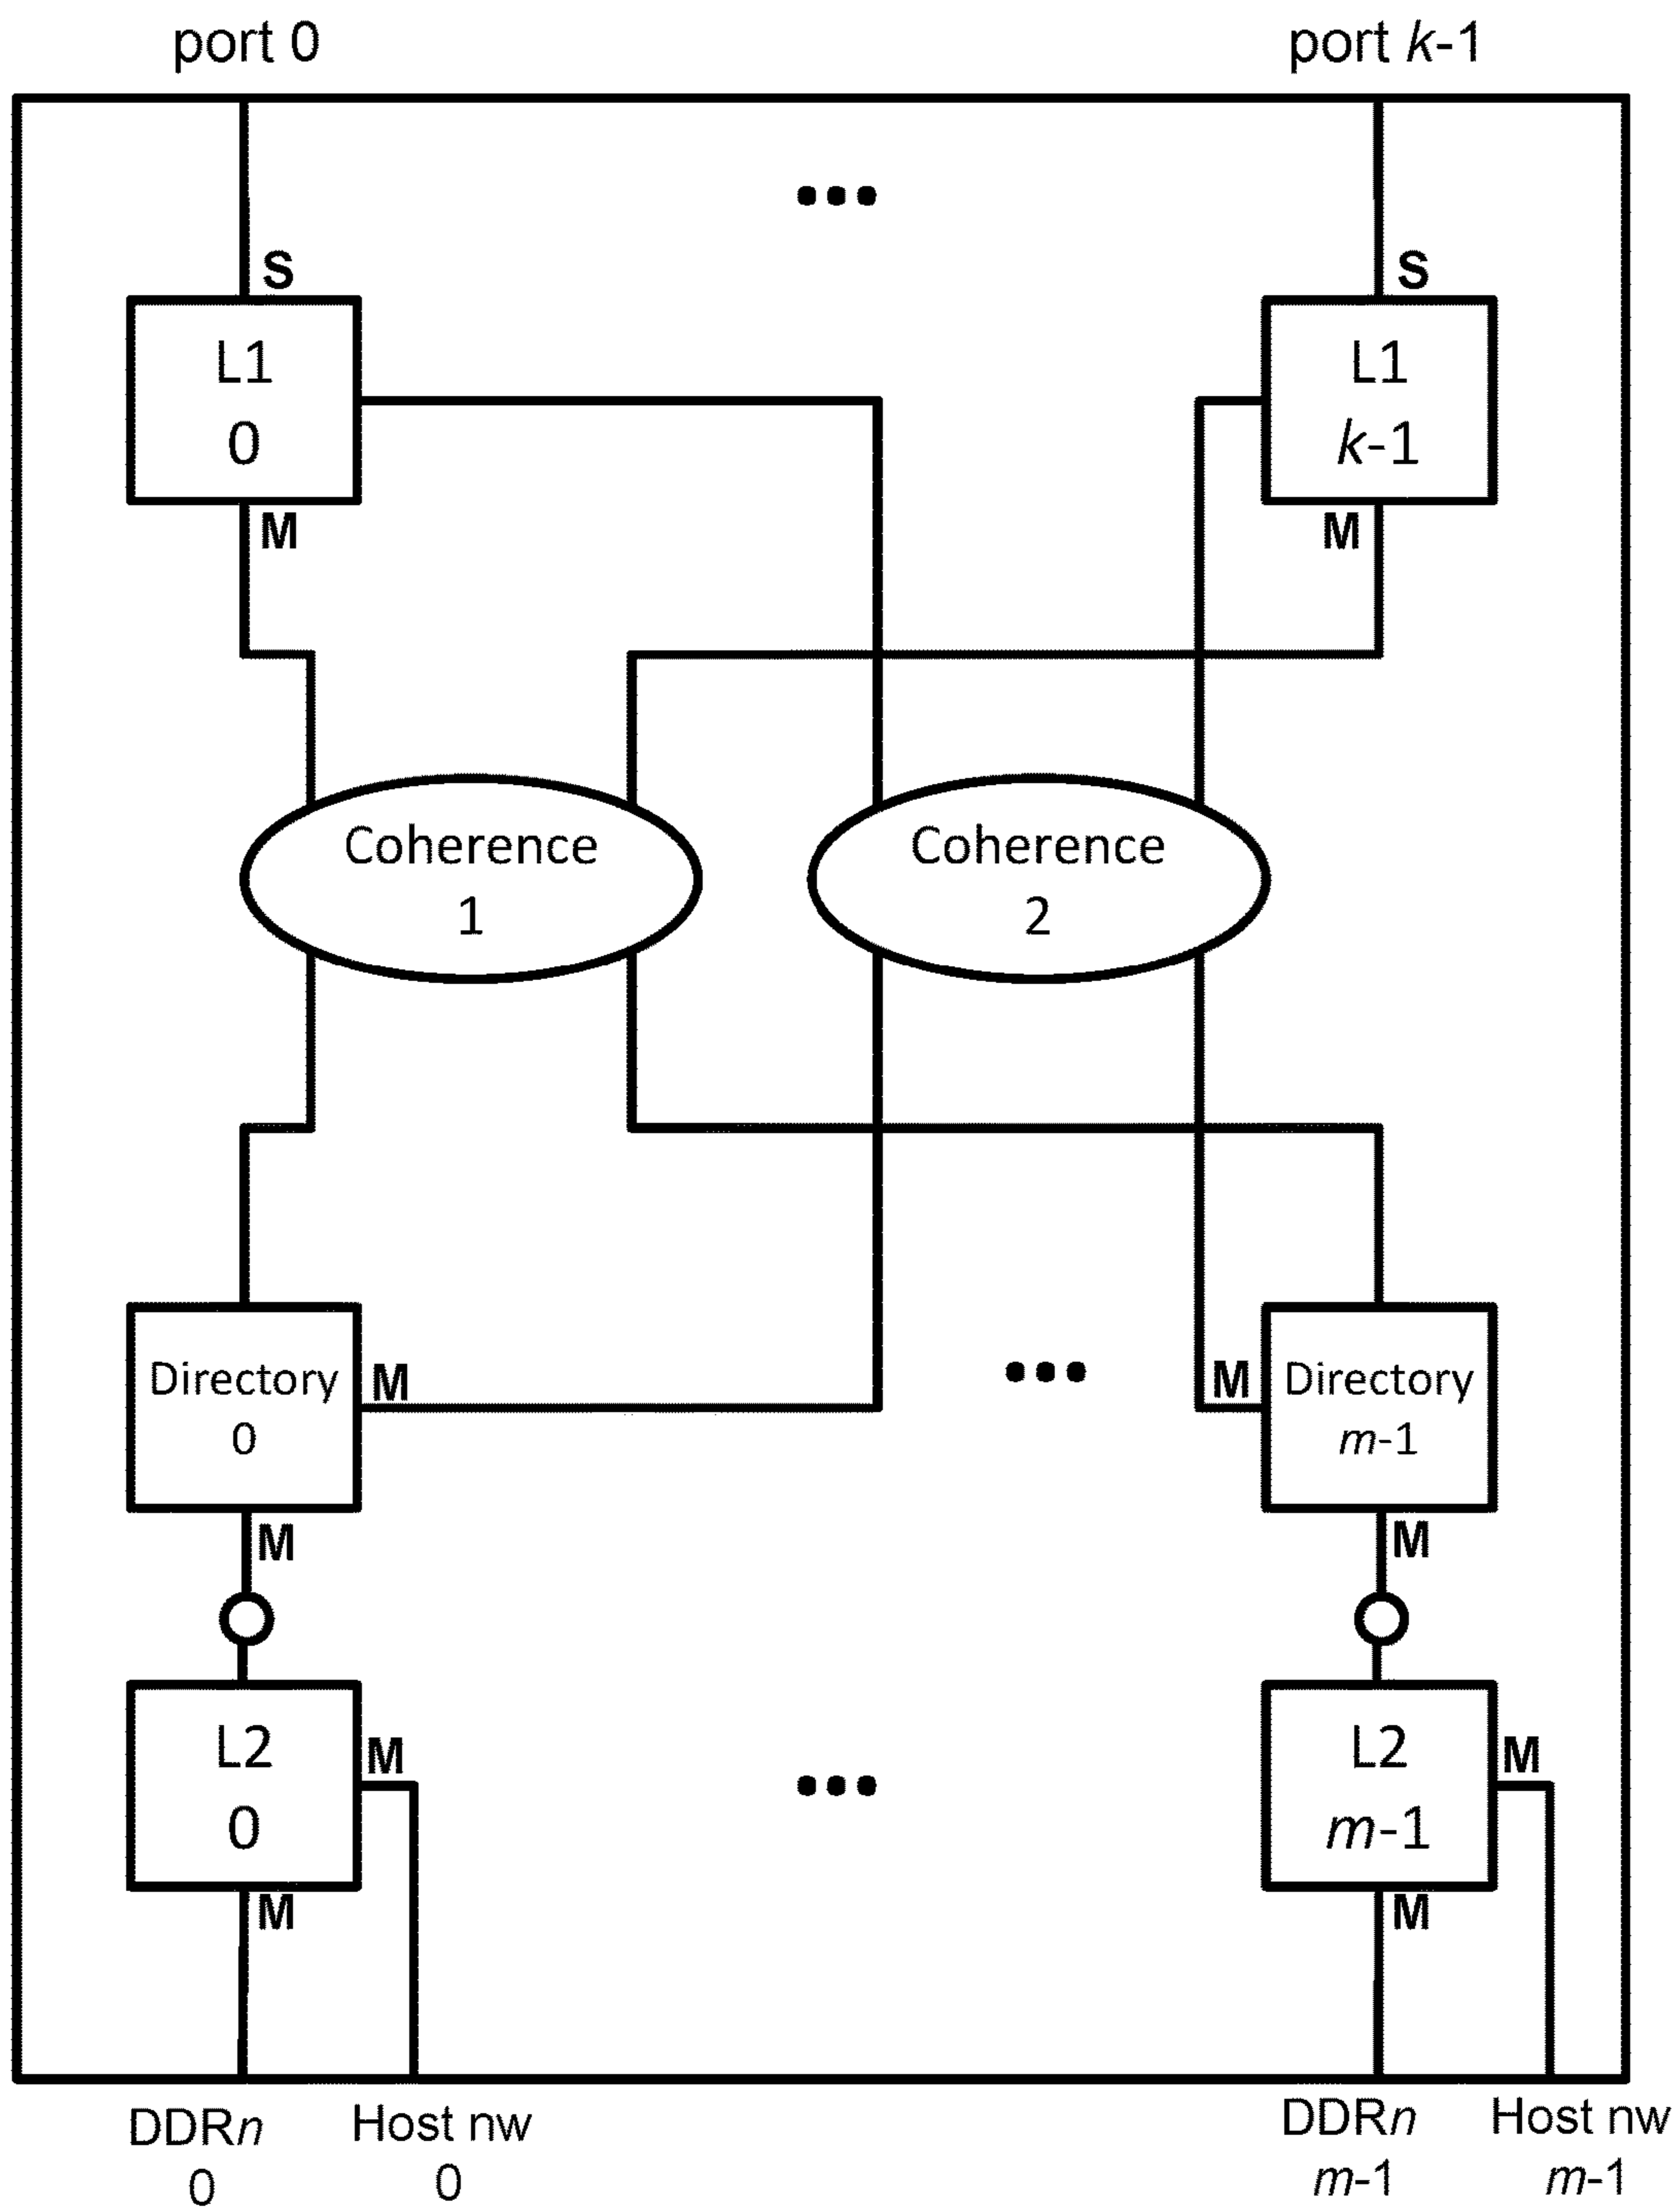 port 0
port k-1
S
S
L1
0
L1
k-1
M
M
Coherence
1
Coherence
2
Directory
0
M
M
Directory
m-1
M
M
L2
0
M
L2
m-1
M
M
M
DDRn
0
Host nw
0
DDRn
m-1
Host nw
m-1